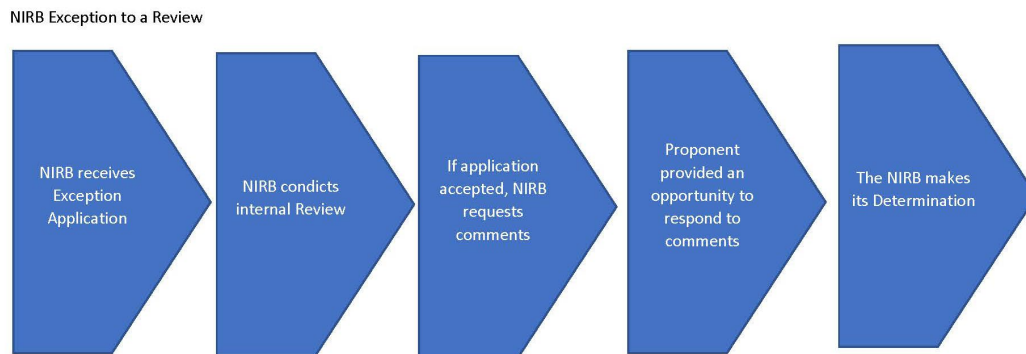 NIRB Exception to a Review
NIRB receives
Exception
Application
NIRB condicts
internal Review
If application
accepted, NIRB
requests
comments
Proponent
provided an
opportunity to
respond to
comments
The NIRB makes
its Determination